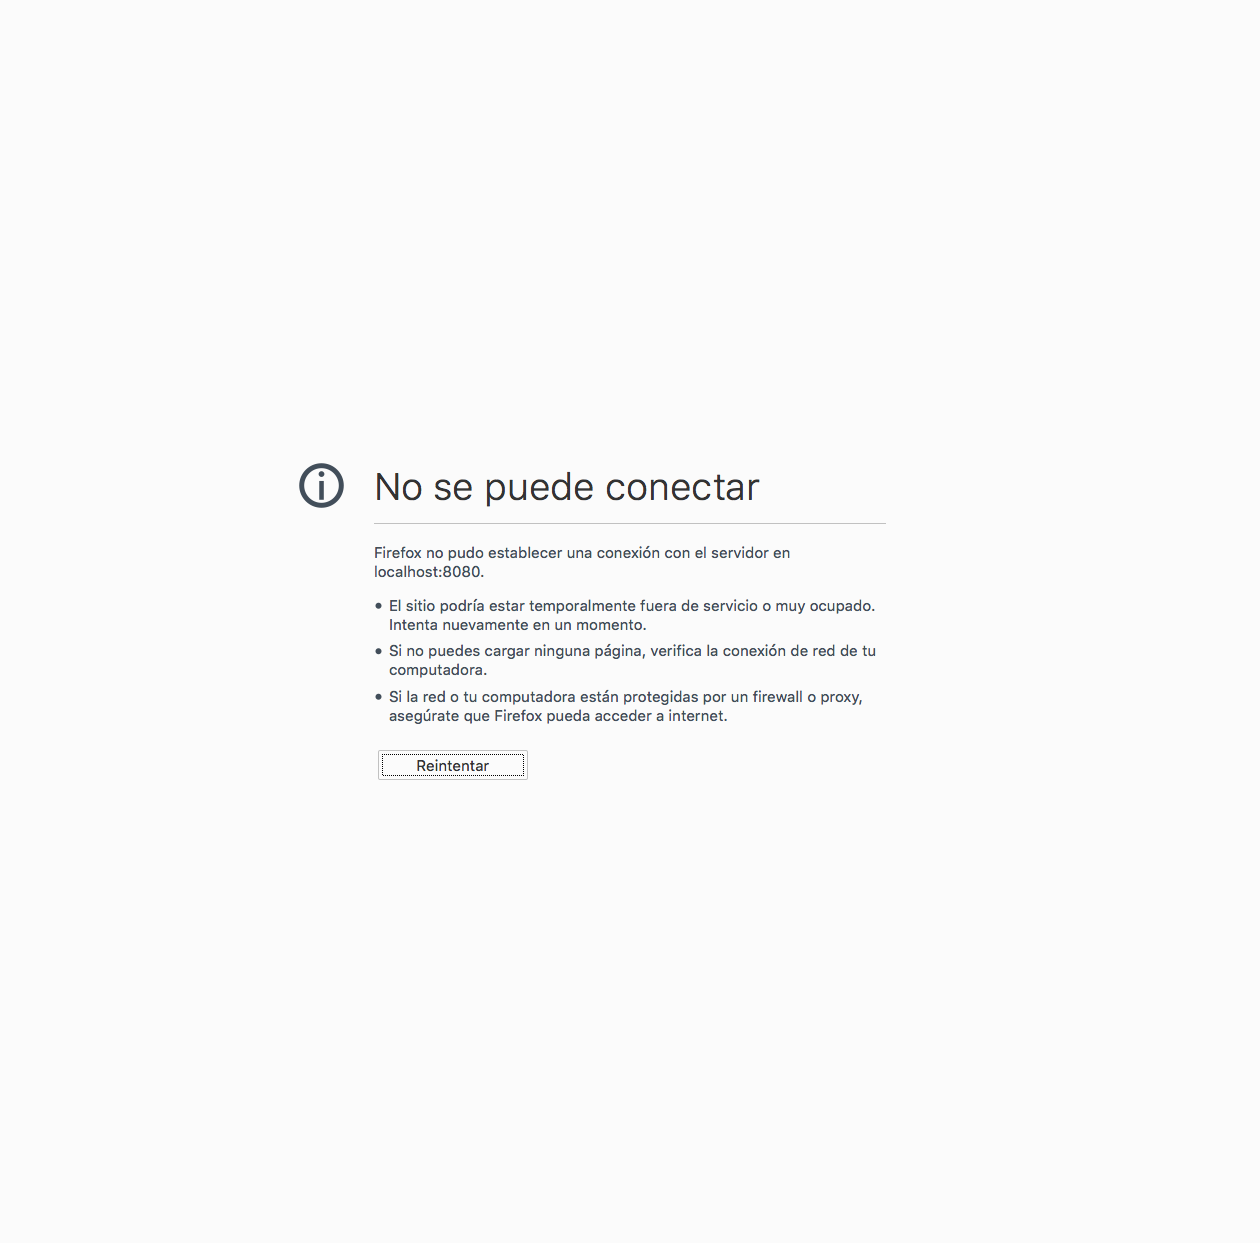 No se puede conectar
Firefox no pudo establecer una conexión con el servidor en
localhost:8080.
• El sitio podría estar temporalmente fuera de servicio o muy ocupado.
Intenta nuevamente en un momento.
• Si no puedes cargar ninguna página, verifica la conexión de red de tu
computadora.
• Si la red o tu computadora están protegidas por un firewall o proxy,
asegúrate que Firefox pueda acceder a internet.
Reintentar